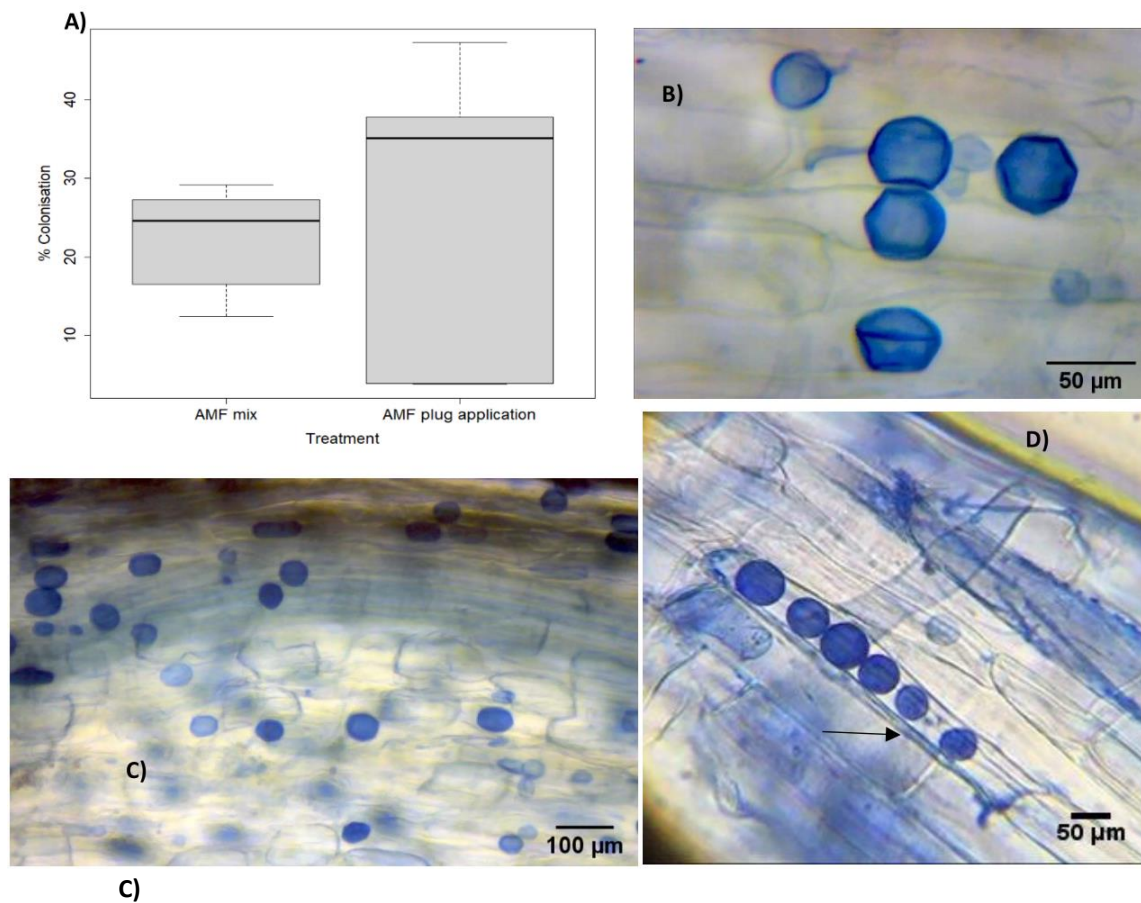 A)
% Colonisation
40
30
20
10
AMF mix
AMF plug application
Treatment
B)
50 μm
D)
50 μm
C)
100 μm
C)